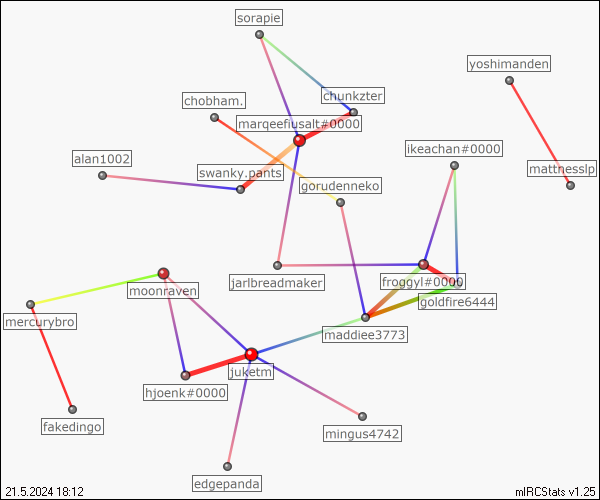 sorapie
yoshimanden
chobham.
chunkzter
marqeefiusalt#0000
ikeachan#0000
alan1002
mattnesslp
swanky.pants
gorudenneko
jarlbreadmaker
froggyl#0000
moonraven
goldfire6444
mercurybro
maddiee3773
juketm
hjoenk#0000
fakedingo
mingus4742
edgepanda
21.5.2024 18:12
mIRCStats v1.25